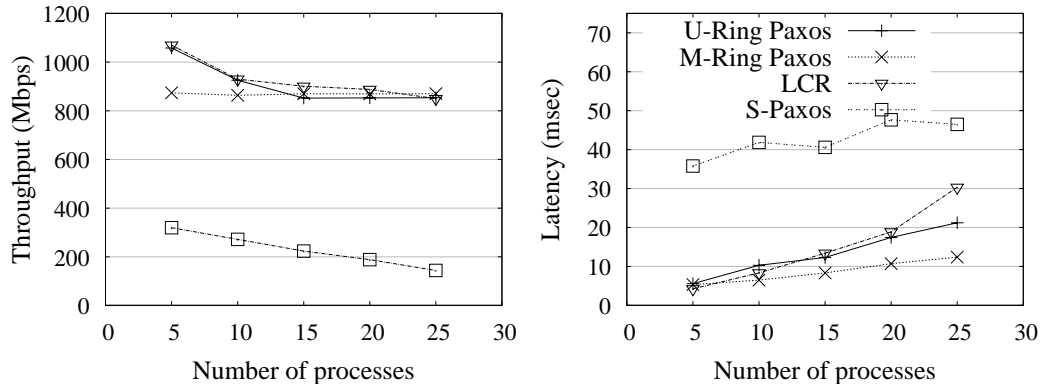 Throughput (Mbps)
1200
1000
800
600
400
200
0
0 5 10 15 20 25 30
Number of processes
Latency (msec)
70
60
50
40
30
20
10
0
0 5 10 15 20 25 30
Number of processes
U-Ring Paxos
M-Ring Paxos
LCR
S-Paxos